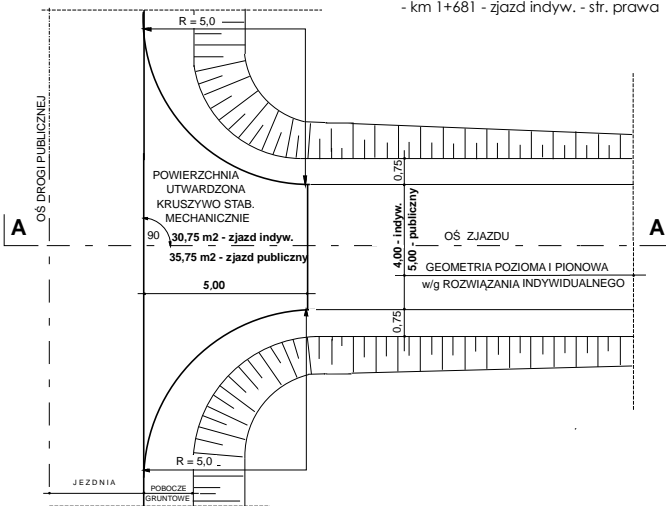 - km 1+681 - zjazd indyw. - str. prawa
R = 5,0
OŚ DROGI PUBLICZNEJ
POWIERZCHNIA
UTWARDZONA
KRUSZYWO STAB.
MECHANICZNIE
0,75
A
90
30,75 m2 - zjazd indyw.
35,75 m2 - zjazd publiczny
4,00 - indyw.
5,00 - publiczny
OŚ ZJAZDU
A
GEOMETRIA POZIOMA I PIONOWA
w/g ROZWIĄZANIA INDYWIDUALNEGO
5,00
0,75
R = 5,0
JEZDNIA
POBOCZE
GRUNTOWE